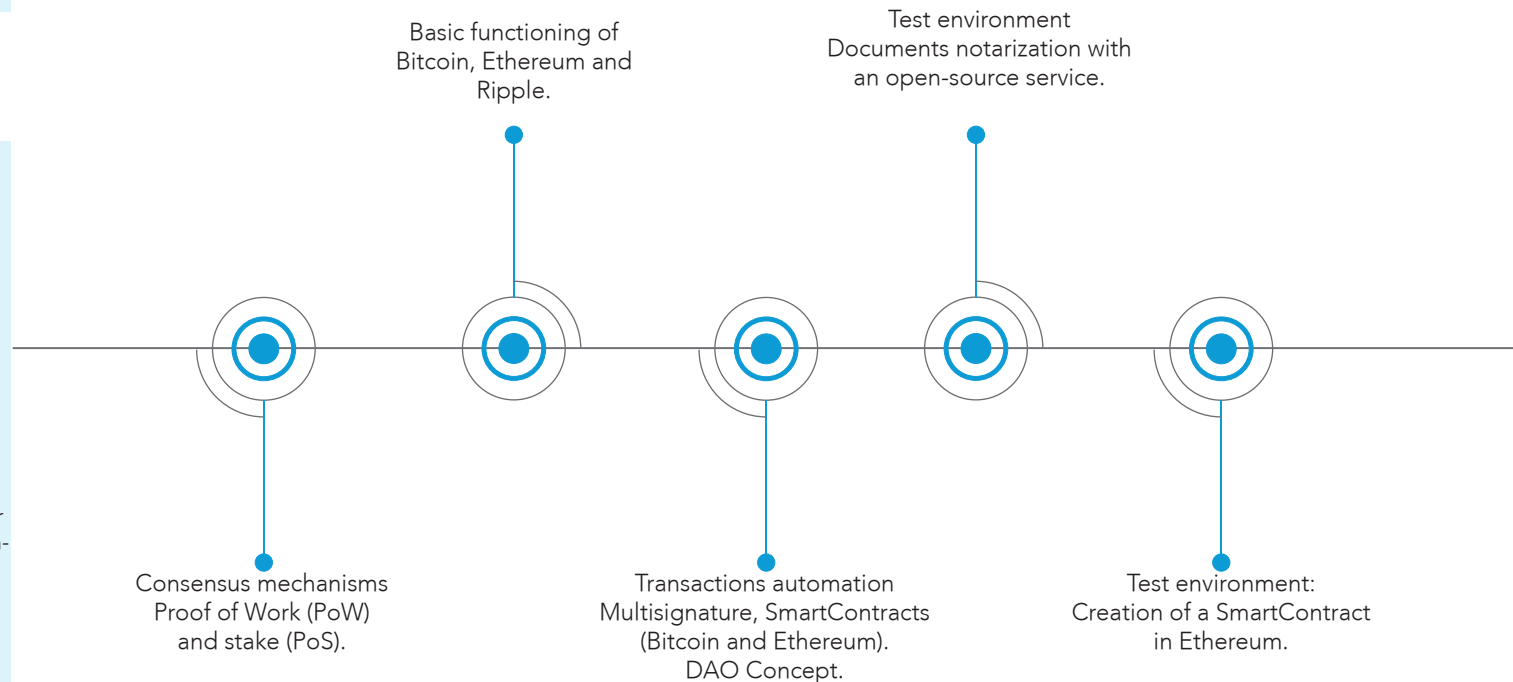 Consensus mechanisms
Proof of Work (PoW)
and stake (PoS).
Basic functioning of
Bitcoin, Ethereum and
Ripple.
Transactions automation
Multisignature, SmartContracts
(Bitcoin and Ethereum).
DAO Concept.
Test environment
Documents notarization with
an open-source service.
Test environment:
Creation of a SmartContract
in Ethereum.